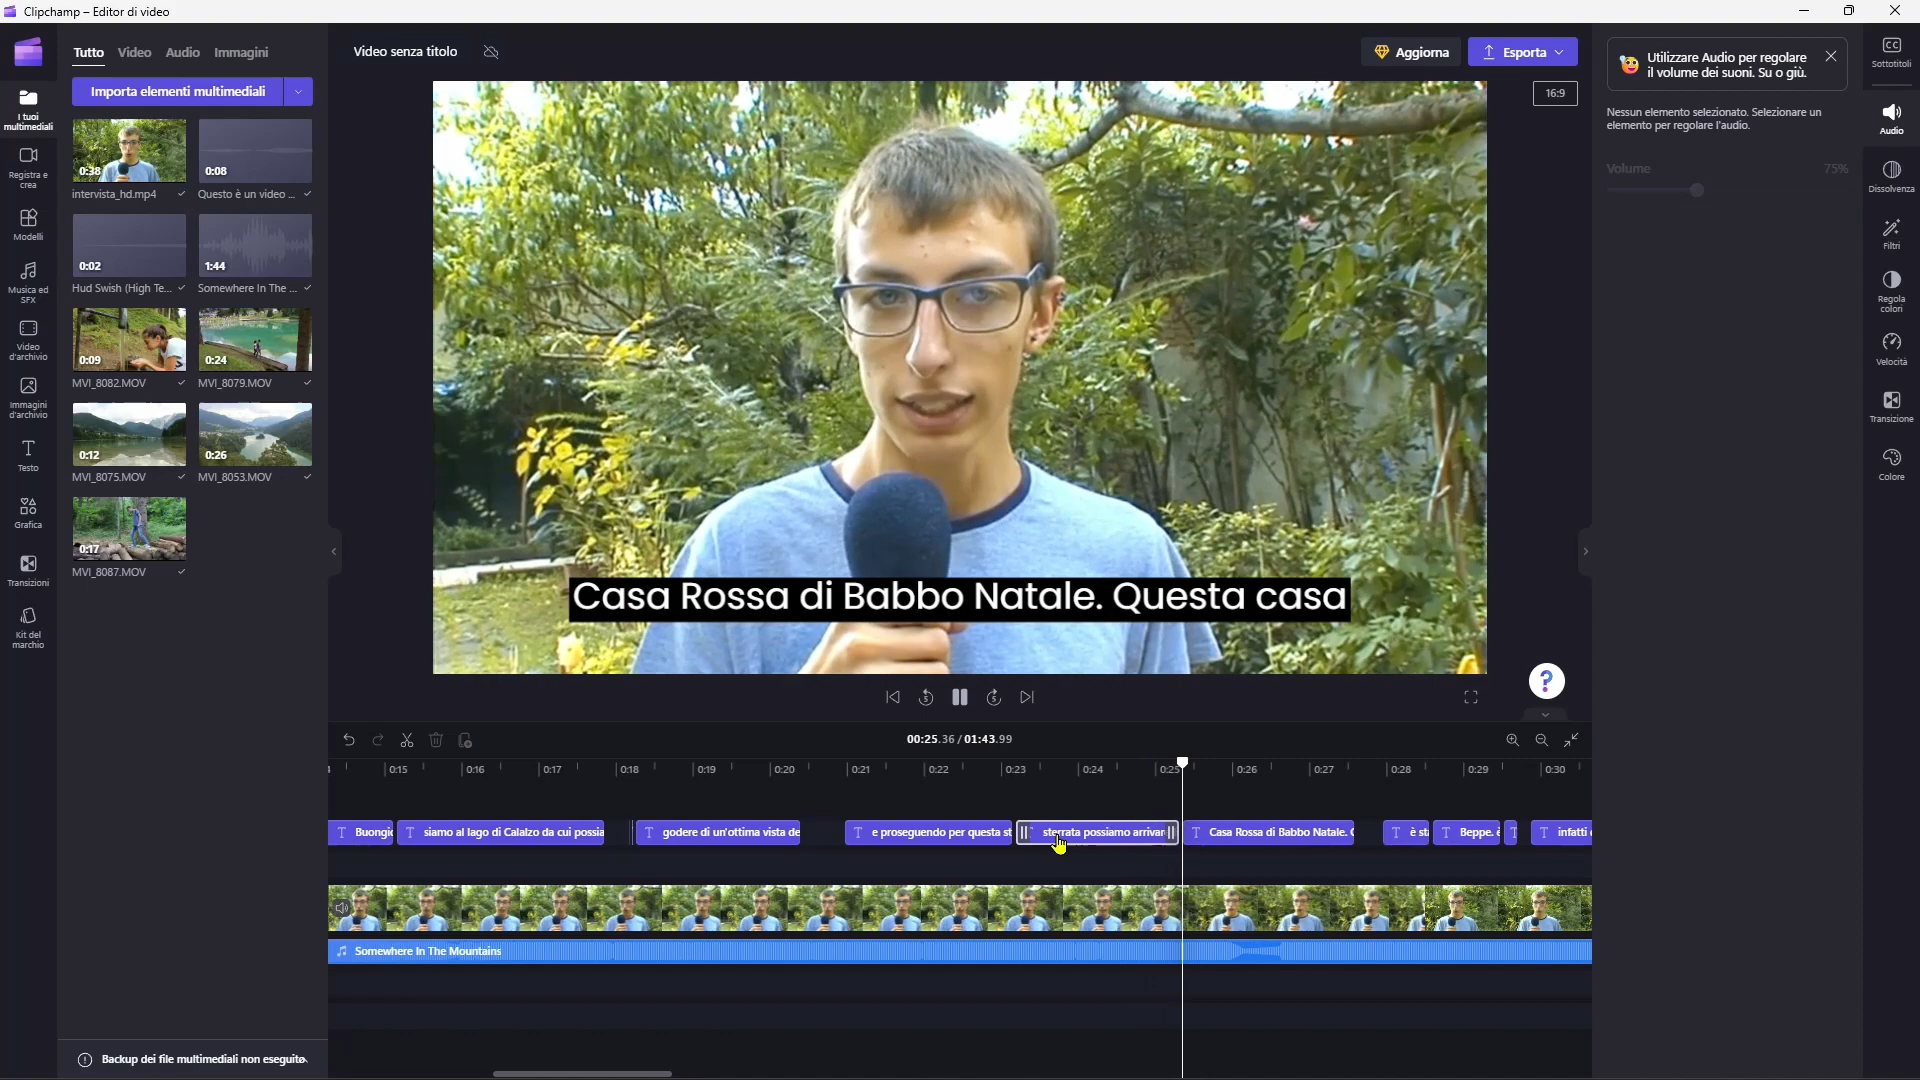 Clipchamp – Editor di video
Tutto Video Audio Immagini
Importa elementi multimediali
I tuoi
multimediali
Registra e
crea
Modelli
Musica ed
SFX
Video
d'archivio
Immagini
d'archivio
Testo
Grafica
Transizioni
Kit del
marchio
0:38
intervista_hd.mp4
0:08
Questo è un video ...
0:02
Hud Swish (High Te...
1:44
Somewhere In The ...
0:09
MVI_8082.MOV
0:24
MVI_8079.MOV
0:12
MVI_8075.MOV
0:26
MVI_8053.MOV
0:17
MVI_8087.MOV
Backup dei file multimediali non eseguito
Video senza titolo
Aggiorna
Esporta
16:9
Casa Rossa di Babbo Natale. Questa casa
5
5
?
00:25.36 / 01:43.99
0:15 0:16 0:17 0:18 0:19 0:20 0:21 0:22 0:23 0:24 0:25 0:26 0:27 0:28 0:29 0:30
T Buongio T siamo al lago di Calalzo da cui possia T godere di un'ottima vista de T e proseguendo per questa st sterrata possiamo arrivar T Casa Rossa di Babbo Natale. T è st T Beppe. è T T infatti
Somewhere In The Mountains
Utilizzare Audio per regolare
il volume dei suoni. Su o giù.
Nessun elemento selezionato. Selezionare un
elemento per regolare l'audio.
Volume 75%
CC
Sottotitoli
Audio
Dissolvenza
Filtri
Regola
colori
Velocità
Transizione
Colore